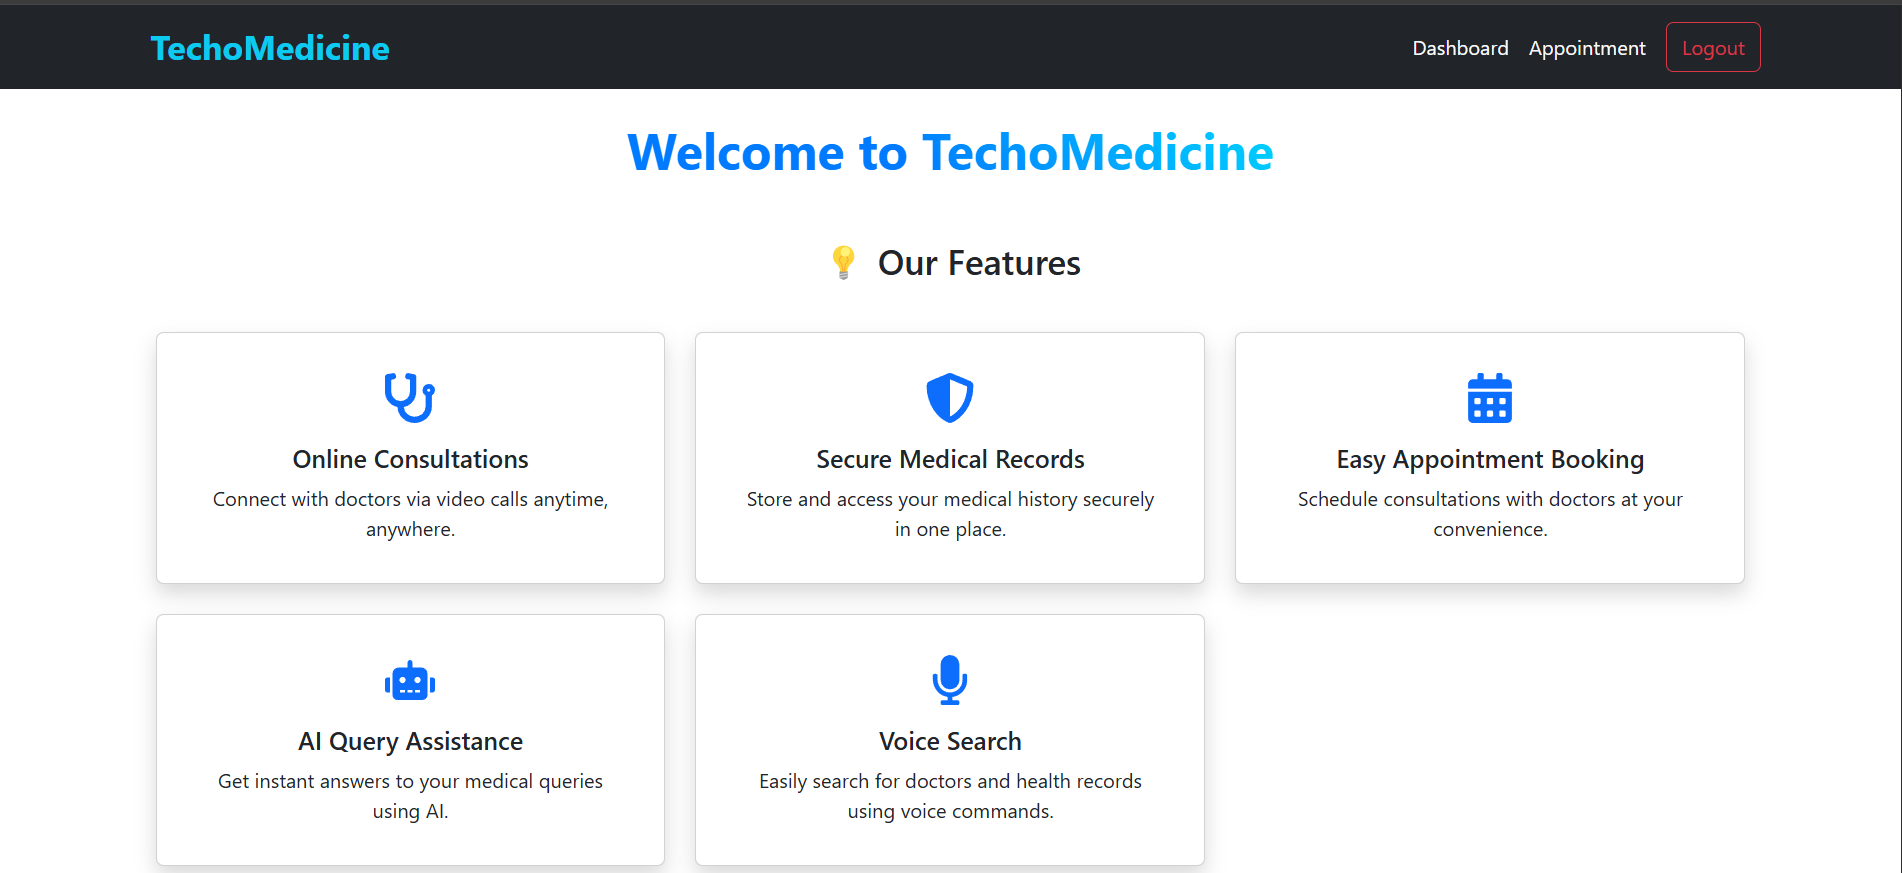 TechoMedicine
Dashboard Appointment Logout
Welcome to TechoMedicine
💡 Our Features
Online Consultations
Connect with doctors via video calls anytime,
anywhere.
Secure Medical Records
Store and access your medical history securely
in one place.
Easy Appointment Booking
Schedule consultations with doctors at your
convenience.
AI Query Assistance
Get instant answers to your medical queries
using AI.
Voice Search
Easily search for doctors and health records
using voice commands.